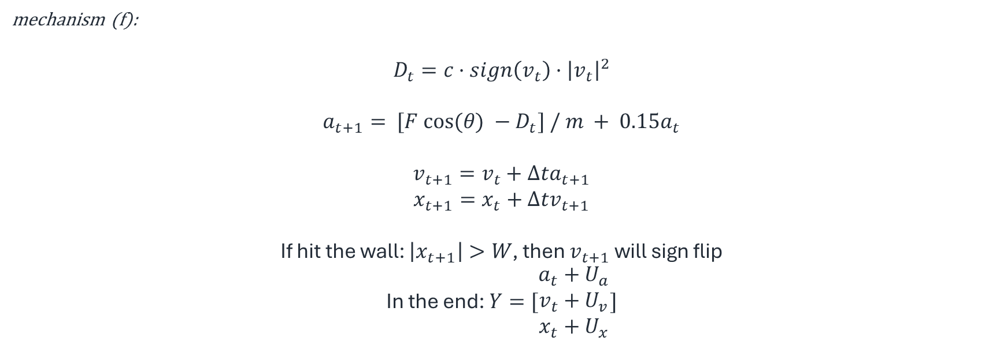 mechanism (f):
D_t = c · sign(v_t) · |v_t|²
a_{t+1} = [F cos(θ) − D_t] / m + 0.15a_t
v_{t+1} = v_t + Δta_{t+1}
x_{t+1} = x_t + Δtv_{t+1}
If hit the wall: |x_{t+1}| > W, then v_{t+1} will sign flip
a_t + U_a
In the end: Y = [v_t + U_v]
x_t + U_x